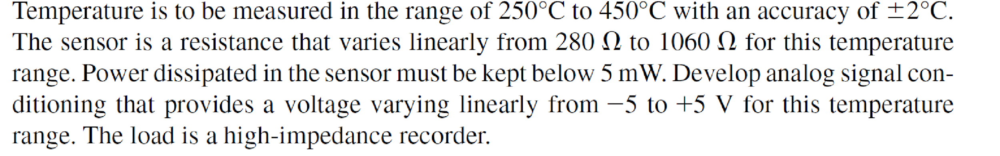 Temperature is to be measured in the range of 250°C to 450°C with an accuracy of ±2°C.
The sensor is a resistance that varies linearly from 280 Ω to 1060 Ω for this temperature
range. Power dissipated in the sensor must be kept below 5 mW. Develop analog signal con-
ditioning that provides a voltage varying linearly from −5 to +5 V for this temperature
range. The load is a high-impedance recorder.